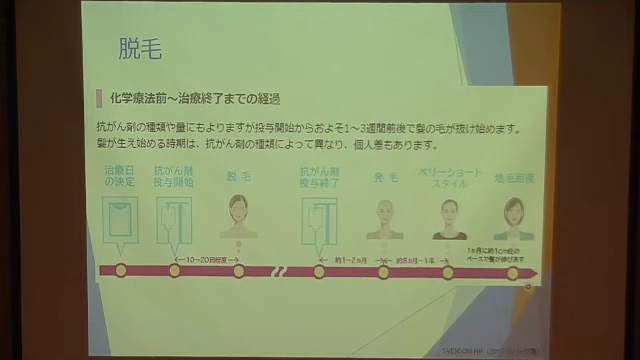 脱毛
化学療法前～治療終了までの経過
抗がん剤の種類や量にもよりますが投与開始からおよそ1～3週間前後で髪の毛が抜け始めます。
髪が生え始める時期は、抗がん剤の種類によって異なり、個人差もあります。
治療日
の決定
抗がん剤
投与開始
脱毛
抗がん剤
投与終了
発毛
ベリーショート
スタイル
地毛回復
10～20日程度
約1～2ヵ月
約8ヵ月～1年
1ヵ月に約1cm位の
ペースで髪が伸びます
SVENSON HP